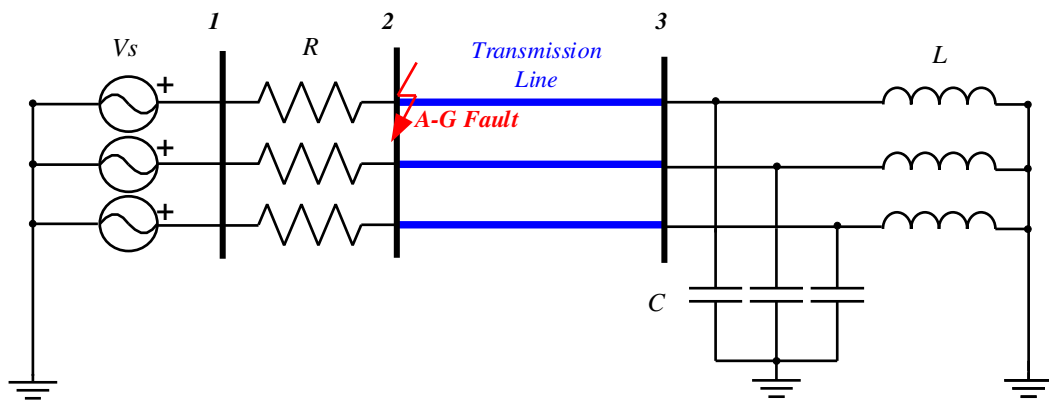 1
2
3
Vs
R
Transmission
Line
L
+
A-G Fault
+
+
C